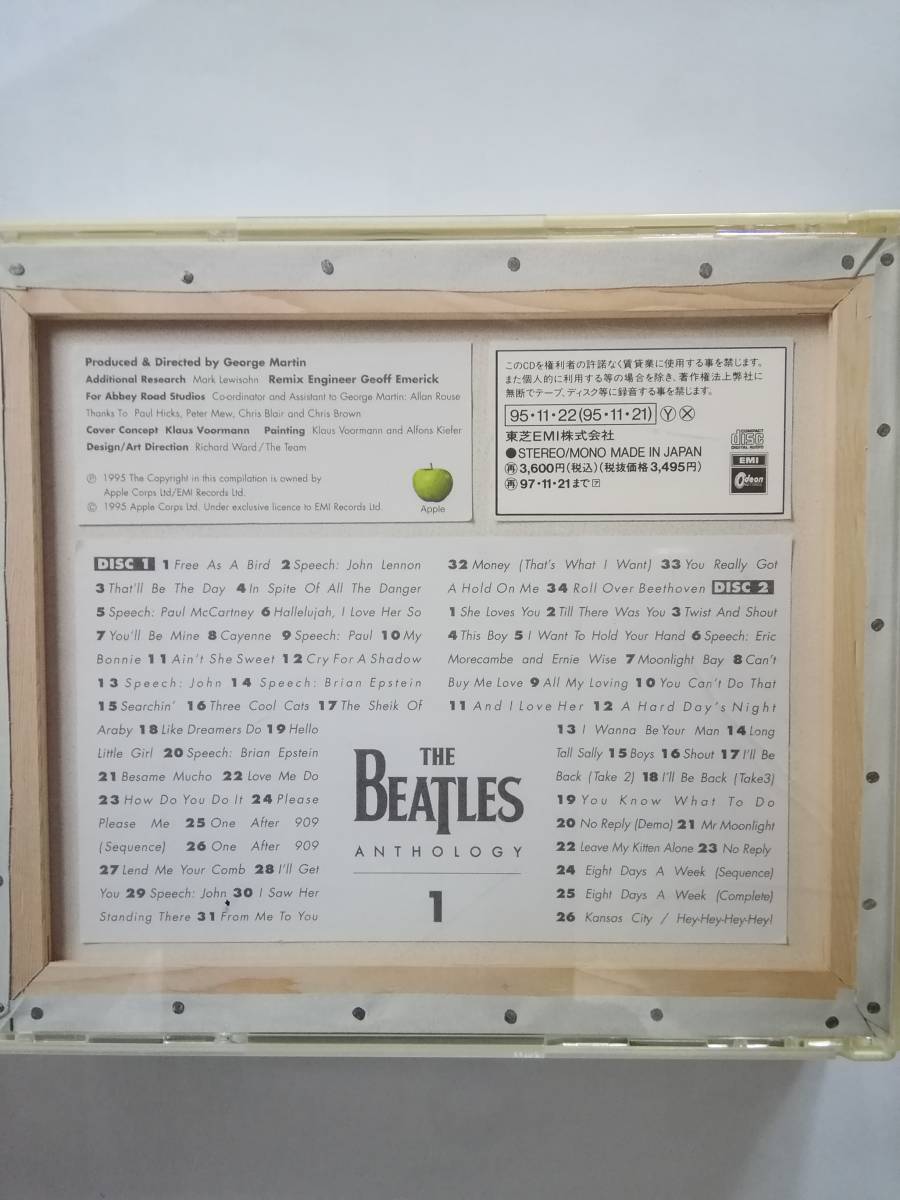 Produced & Directed by George Martin
Additional Research Mark Lewisohn Remix Engineer Geoff Emerick
For Abbey Road Studios Co-ordinator and Assistant to George Martin: Allan Rouse
Thanks To Paul Hicks, Peter Mew, Chris Blair and Chris Brown
Cover Concept Klaus Voormann Painting Klaus Voormann and Alfons Kiefer
Design/Art Direction Richard Ward / The Team
℗ 1995 The Copyright in this compilation is owned by
Apple Corps Ltd/EMI Records Ltd.
© 1995 Apple Corps Ltd. Under exclusive licence to EMI Records Ltd.
Apple
このCDを権利者の許諾なく賃貸業に使用する事を禁じます。
また個人的に利用する等の場合を除き、著作権法上弊社に
無断でテープ、ディスク等に録音する事を禁じます。
95・11・22(95・11・21) Ⓨ Ⓧ
東芝EMI株式会社
●STEREO/MONO MADE IN JAPAN
㊢3,600円(税込)(税抜価格3,495円)
㊢97・11・21まで
COMPACT
disc
DIGITAL AUDIO
EMI
Odeon
DISC 1 1 Free As A Bird 2 Speech: John Lennon
3 That'll Be The Day 4 In Spite Of All The Danger
5 Speech: Paul McCartney 6 Hallelujah, I Love Her So
7 You'll Be Mine 8 Cayenne 9 Speech: Paul 10 My
Bonnie 11 Ain't She Sweet 12 Cry For A Shadow
13 Speech: John 14 Speech: Brian Epstein
15 Searchin' 16 Three Cool Cats 17 The Sheik Of
Araby 18 Like Dreamers Do 19 Hello
Little Girl 20 Speech: Brian Epstein
21 Besame Mucho 22 Love Me Do
23 How Do You Do It 24 Please
Please Me 25 One After 909
(Sequence) 26 One After 909
27 Lend Me Your Comb 28 I'll Get
You 29 Speech: John 30 I Saw Her
Standing There 31 From Me To You
32 Money (That's What I Want) 33 You Really Got
A Hold On Me 34 Roll Over Beethoven DISC 2
1 She Loves You 2 Till There Was You 3 Twist And Shout
4 This Boy 5 I Want To Hold Your Hand 6 Speech: Eric
Morecambe and Ernie Wise 7 Moonlight Bay 8 Can't
Buy Me Love 9 All My Loving 10 You Can't Do That
11 And I Love Her 12 A Hard Day's Night
13 I Wanna Be Your Man 14 Long
Tall Sally 15 Boys 16 Shout 17 I'll Be
Back (Take 2) 18 I'll Be Back (Take3)
19 You Know What To Do
20 No Reply (Demo) 21 Mr Moonlight
22 Leave My Kitten Alone 23 No Reply
24 Eight Days A Week (Sequence)
25 Eight Days A Week (Complete)
26 Kansas City / Hey-Hey-Hey-Hey!
THE
BEATLES
ANTHOLOGY
1